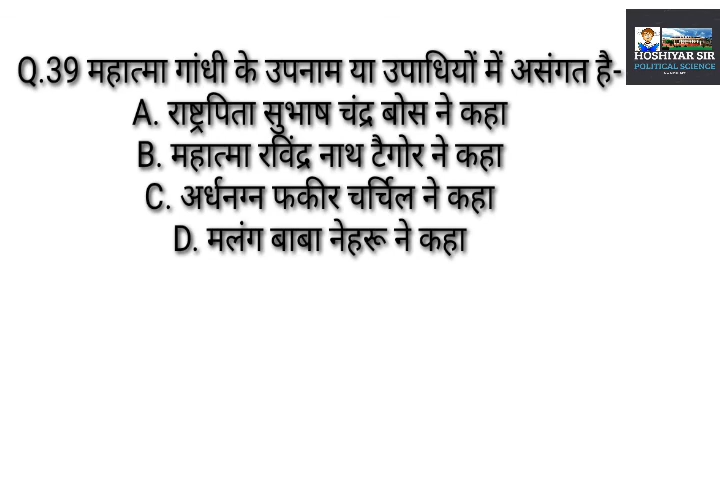 HOSHIYAR SIR
POLITICAL SCIENCE
Q.39 महात्मा गांधी के उपनाम या उपाधियों में असंगत है-
A. राष्ट्रपिता सुभाष चंद्र बोस ने कहा
B. महात्मा रविंद्र नाथ टैगोर ने कहा
C. अर्धनग्न फकीर चर्चिल ने कहा
D. मलंग बाबा नेहरू ने कहा